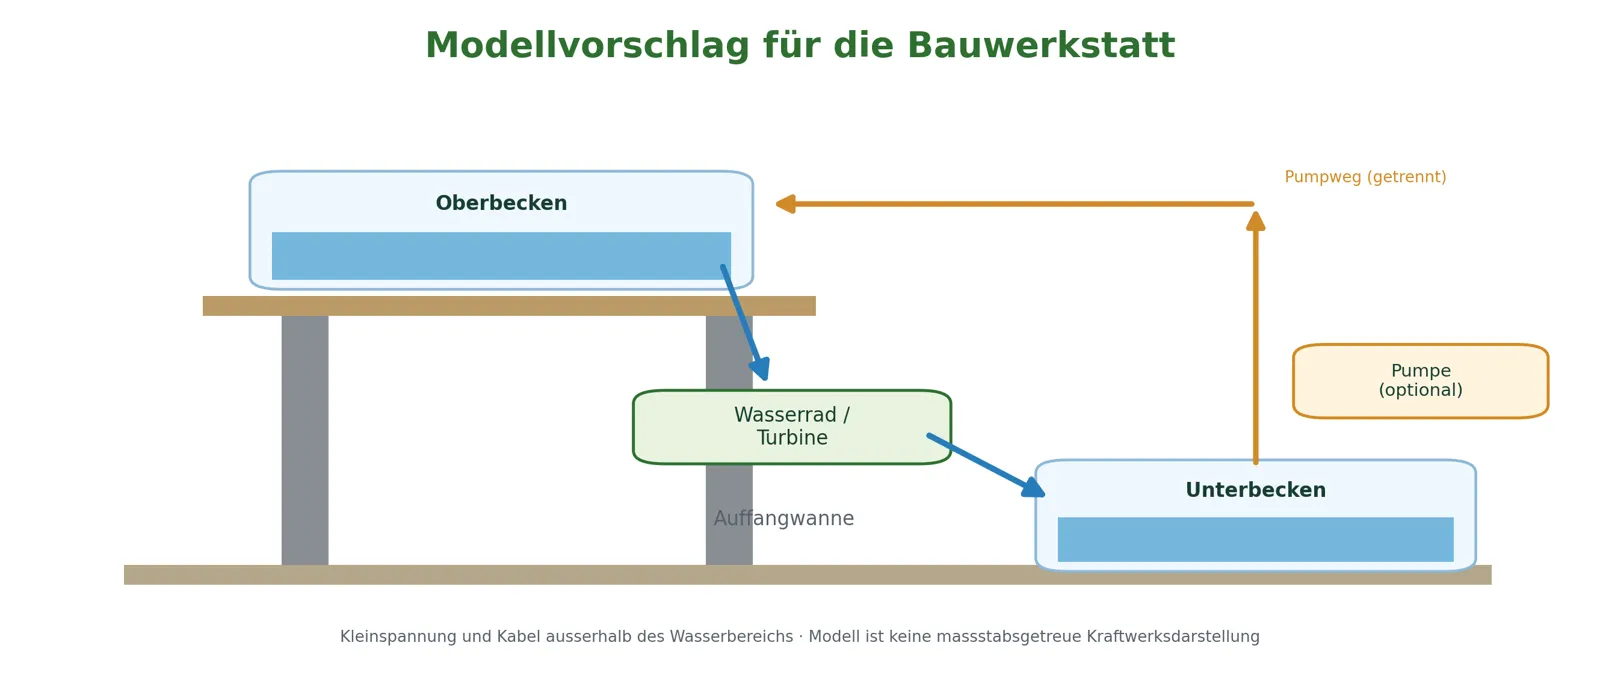 Modellvorschlag für die Bauwerkstatt
Pumpweg (getrennt)
Oberbecken
Pumpe
(optional)
Wasserrad /
Turbine
Unterbecken
Auffangwanne
Kleinspannung und Kabel ausserhalb des Wasserbereichs · Modell ist keine massstabsgetreue Kraftwerksdarstellung